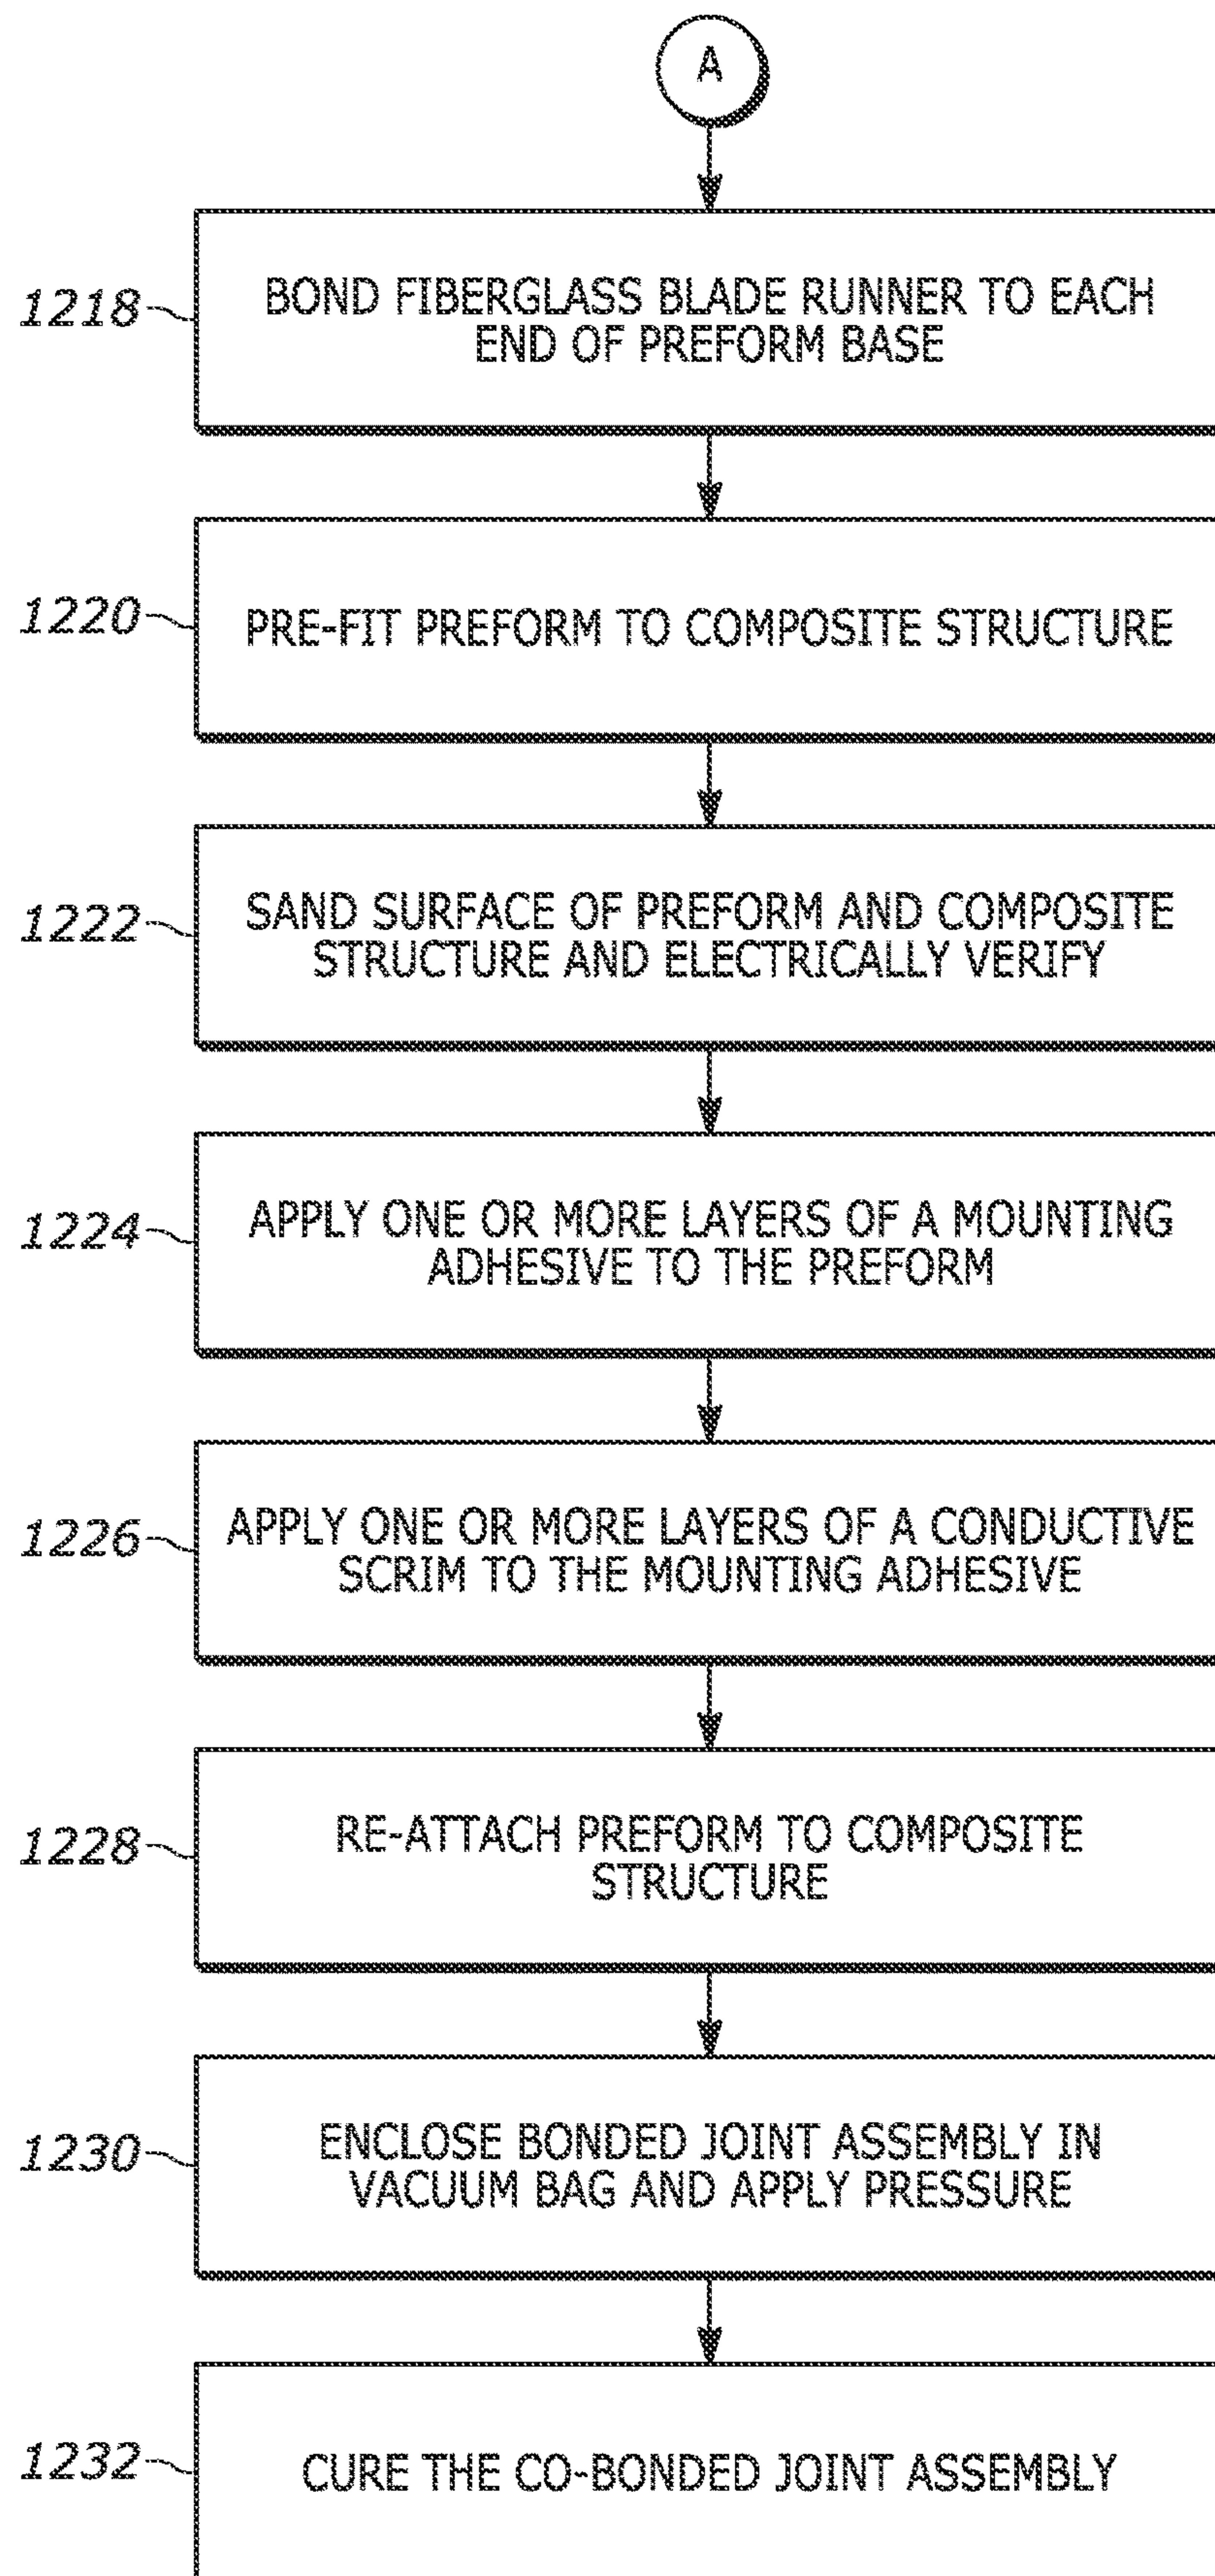 A
1218
BOND FIBERGLASS BLADE RUNNER TO EACH
END OF PREFORM BASE
1220
PRE-FIT PREFORM TO COMPOSITE STRUCTURE
1222
SAND SURFACE OF PREFORM AND COMPOSITE
STRUCTURE AND ELECTRICALLY VERIFY
1224
APPLY ONE OR MORE LAYERS OF A MOUNTING
ADHESIVE TO THE PREFORM
1226
APPLY ONE OR MORE LAYERS OF A CONDUCTIVE
SCRIM TO THE MOUNTING ADHESIVE
1228
RE-ATTACH PREFORM TO COMPOSITE
STRUCTURE
1230
ENCLOSE BONDED JOINT ASSEMBLY IN
VACUUM BAG AND APPLY PRESSURE
1232
CURE THE CO-BONDED JOINT ASSEMBLY